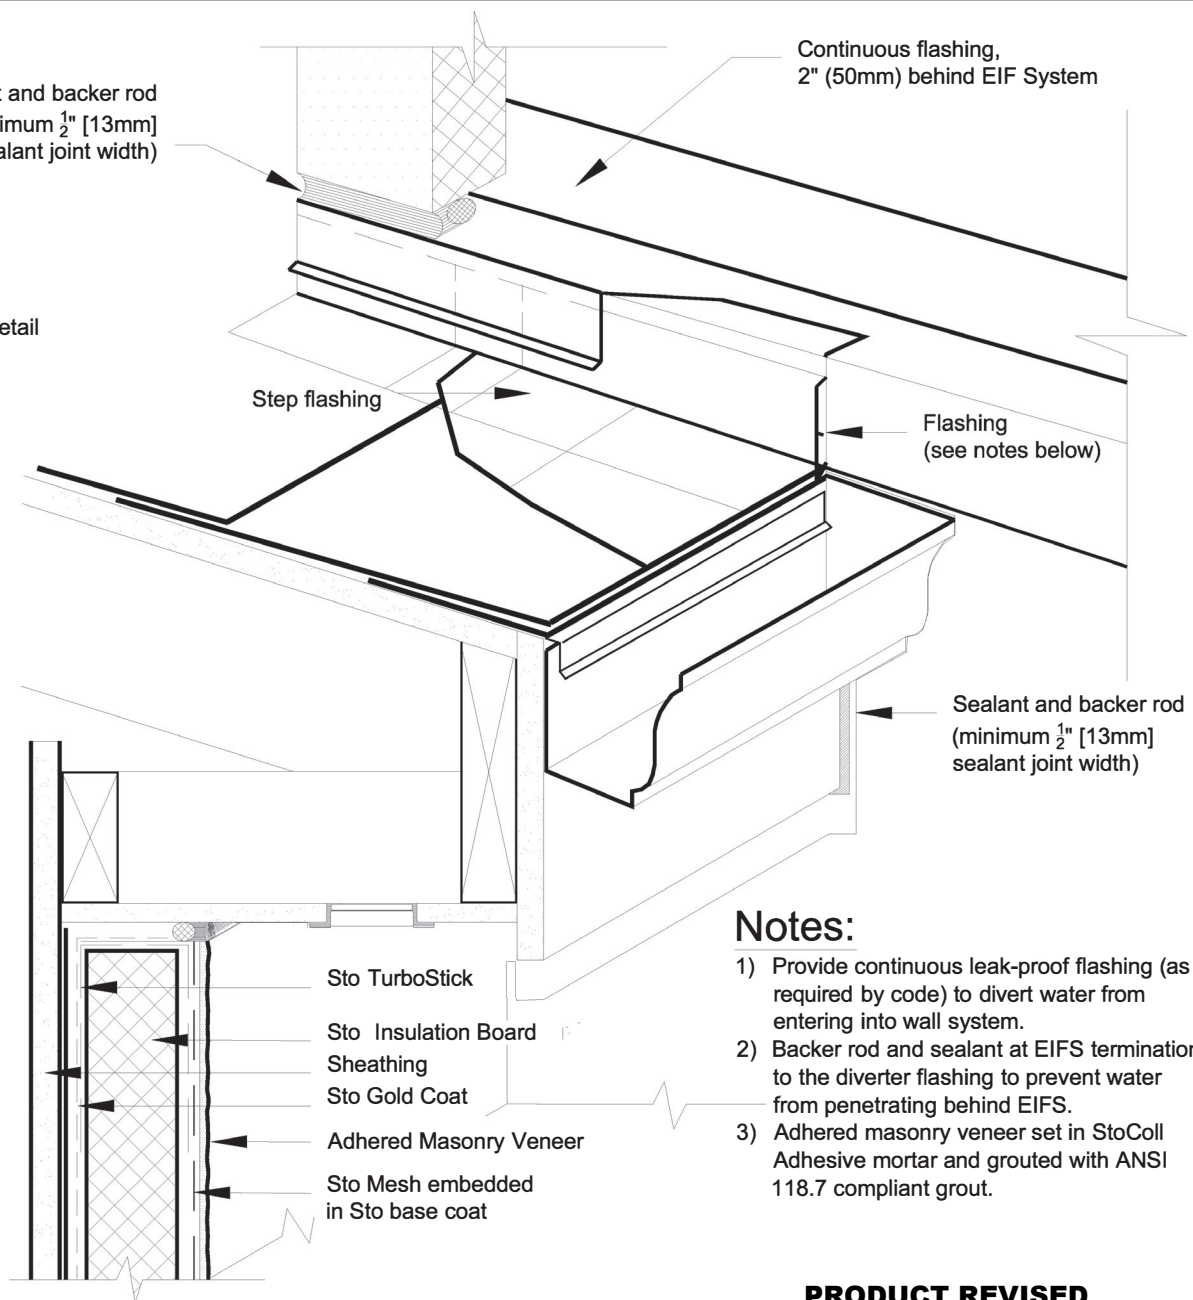 Continuous flashing,
2" (50mm) behind EIF System
and backer rod
½" [13mm]
joint width)
Step flashing
Flashing
(see notes below)
Sealant and backer rod
(minimum ½" [13mm]
sealant joint width)
Sto TurboStick
Sto Insulation Board
Sheathing
Sto Gold Coat
Adhered Masonry Veneer
Sto Mesh embedded
in Sto base coat
Notes:
1) Provide continuous leak-proof flashing (as
required by code) to divert water from
entering into wall system.
2) Backer rod and sealant at EIFS termination
to the diverter flashing to prevent water
from penetrating behind EIFS.
3) Adhered masonry veneer set in StoColl
Adhesive mortar and grouted with ANSI
118.7 compliant grout.
PRODUCT REVISED